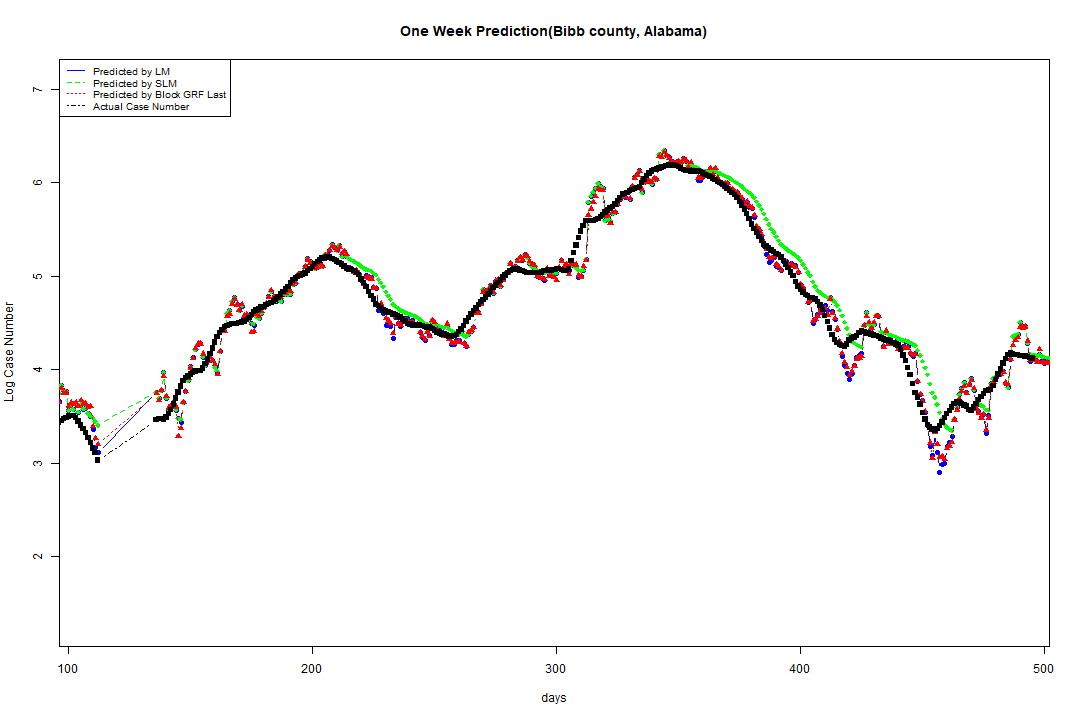 One Week Prediction(Bibb county, Alabama)
Predicted by LM
Predicted by SLM
Predicted by Block GRF Last
Actual Case Number
7
6
5
4
3
2
Log Case Number
100 200 300 400 500
days